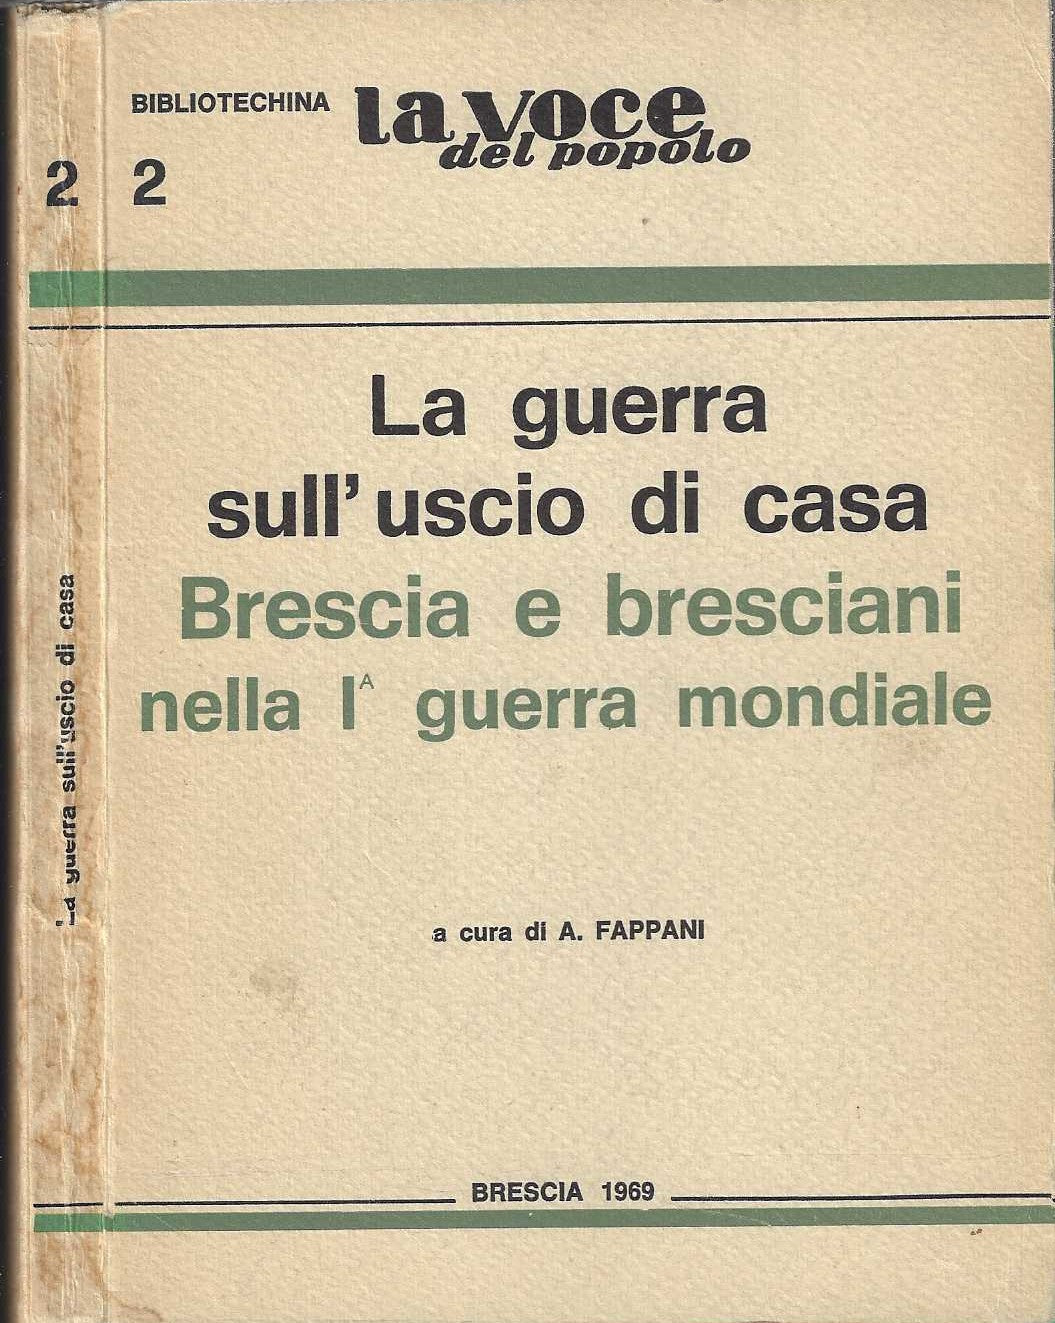 BIBLIOTECHINA
la voce
del popolo
2
2
La guerra
sull'uscio di casa
Brescia e bresciani
nella Iᴬ guerra mondiale
La guerra sull'uscio di casa
a cura di A. FAPPANI
BRESCIA 1969